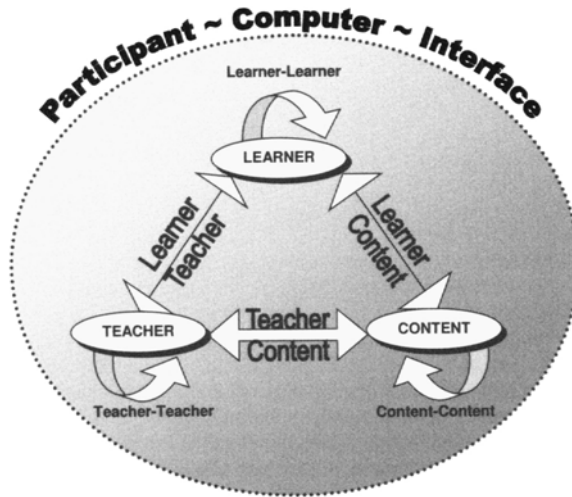 Participant ~ Computer ~ Interface
Learner-Learner
LEARNER
Learner
Teacher
Learner
Content
TEACHER
Teacher
Content
CONTENT
Teacher-Teacher
Content-Content